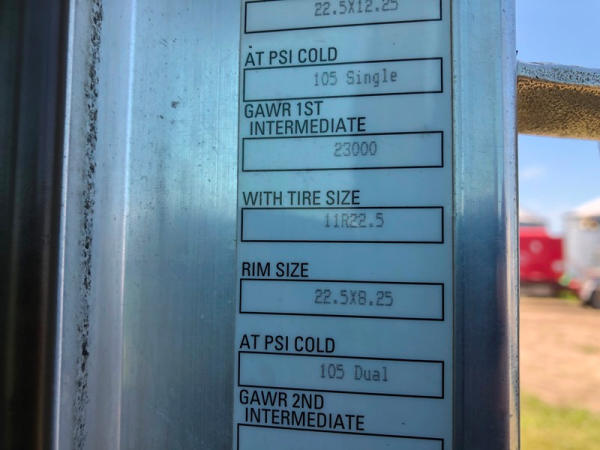 22.5X12.25
AT PSI COLD
105 Single
GAWR 1ST
INTERMEDIATE
23000
WITH TIRE SIZE
11R22.5
RIM SIZE
22.5X8.25
AT PSI COLD
105 Dual
GAWR 2ND
INTERMEDIATE